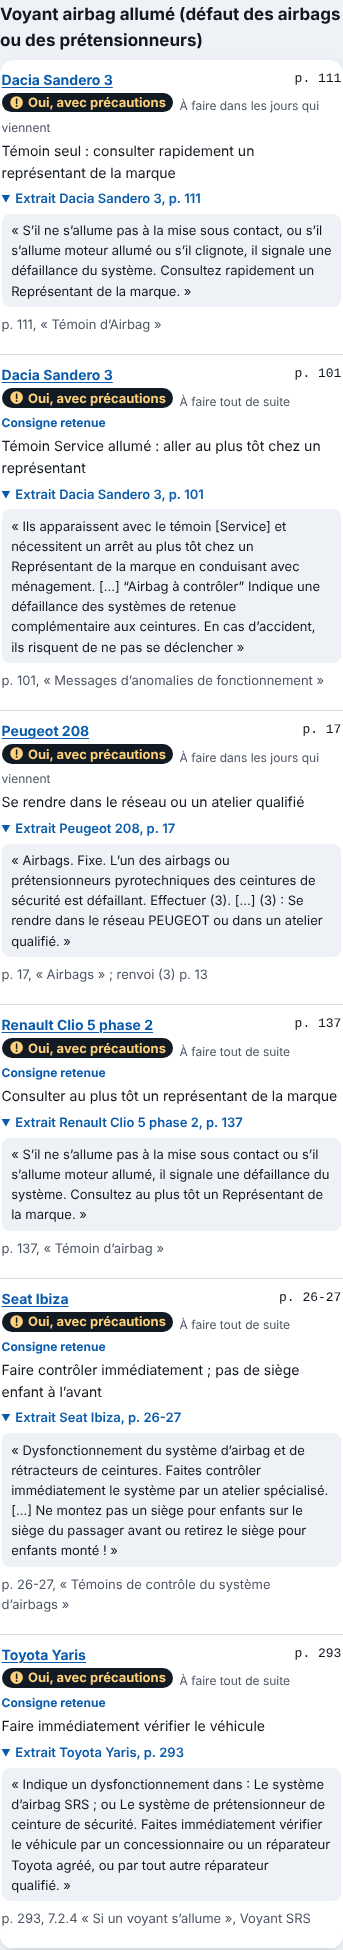 Voyant airbag allumé (défaut des airbags
ou des prétensionneurs)
Dacia Sandero 3 p. 111
! Oui, avec précautions À faire dans les jours qui
viennent
Témoin seul : consulter rapidement un
représentant de la marque
▼ Extrait Dacia Sandero 3, p. 111
« S’il ne s’allume pas à la mise sous contact, ou s’il
s’allume moteur allumé ou s’il clignote, il signale une
défaillance du système. Consultez rapidement un
Représentant de la marque. »
p. 111, « Témoin d’Airbag »
Dacia Sandero 3 p. 101
! Oui, avec précautions À faire tout de suite
Consigne retenue
Témoin Service allumé : aller au plus tôt chez un
représentant
▼ Extrait Dacia Sandero 3, p. 101
« Ils apparaissent avec le témoin [Service] et
nécessitent un arrêt au plus tôt chez un
Représentant de la marque en conduisant avec
ménagement. [...] “Airbag à contrôler” Indique une
défaillance des systèmes de retenue
complémentaire aux ceintures. En cas d’accident,
ils risquent de ne pas se déclencher »
p. 101, « Messages d’anomalies de fonctionnement »
Peugeot 208 p. 17
! Oui, avec précautions À faire dans les jours qui
viennent
Se rendre dans le réseau ou un atelier qualifié
▼ Extrait Peugeot 208, p. 17
« Airbags. Fixe. L’un des airbags ou
prétensionneurs pyrotechniques des ceintures de
sécurité est défaillant. Effectuer (3). [...] (3) : Se
rendre dans le réseau PEUGEOT ou dans un atelier
qualifié. »
p. 17, « Airbags » ; renvoi (3) p. 13
Renault Clio 5 phase 2 p. 137
! Oui, avec précautions À faire tout de suite
Consigne retenue
Consulter au plus tôt un représentant de la marque
▼ Extrait Renault Clio 5 phase 2, p. 137
« S’il ne s’allume pas à la mise sous contact ou s’il
s’allume moteur allumé, il signale une défaillance du
système. Consultez au plus tôt un Représentant de
la marque. »
p. 137, « Témoin d’airbag »
Seat Ibiza p. 26-27
! Oui, avec précautions À faire tout de suite
Consigne retenue
Faire contrôler immédiatement ; pas de siège
enfant à l’avant
▼ Extrait Seat Ibiza, p. 26-27
« Dysfonctionnement du système d’airbag et de
rétracteurs de ceintures. Faites contrôler
immédiatement le système par un atelier spécialisé.
[...] Ne montez pas un siège pour enfants sur le
siège du passager avant ou retirez le siège pour
enfants monté ! »
p. 26-27, « Témoins de contrôle du système
d’airbags »
Toyota Yaris p. 293
! Oui, avec précautions À faire tout de suite
Consigne retenue
Faire immédiatement vérifier le véhicule
▼ Extrait Toyota Yaris, p. 293
« Indique un dysfonctionnement dans : Le système
d’airbag SRS ; ou Le système de prétensionneur de
ceinture de sécurité. Faites immédiatement vérifier
le véhicule par un concessionnaire ou un réparateur
Toyota agréé, ou par tout autre réparateur
qualifié. »
p. 293, 7.2.4 « Si un voyant s’allume », Voyant SRS